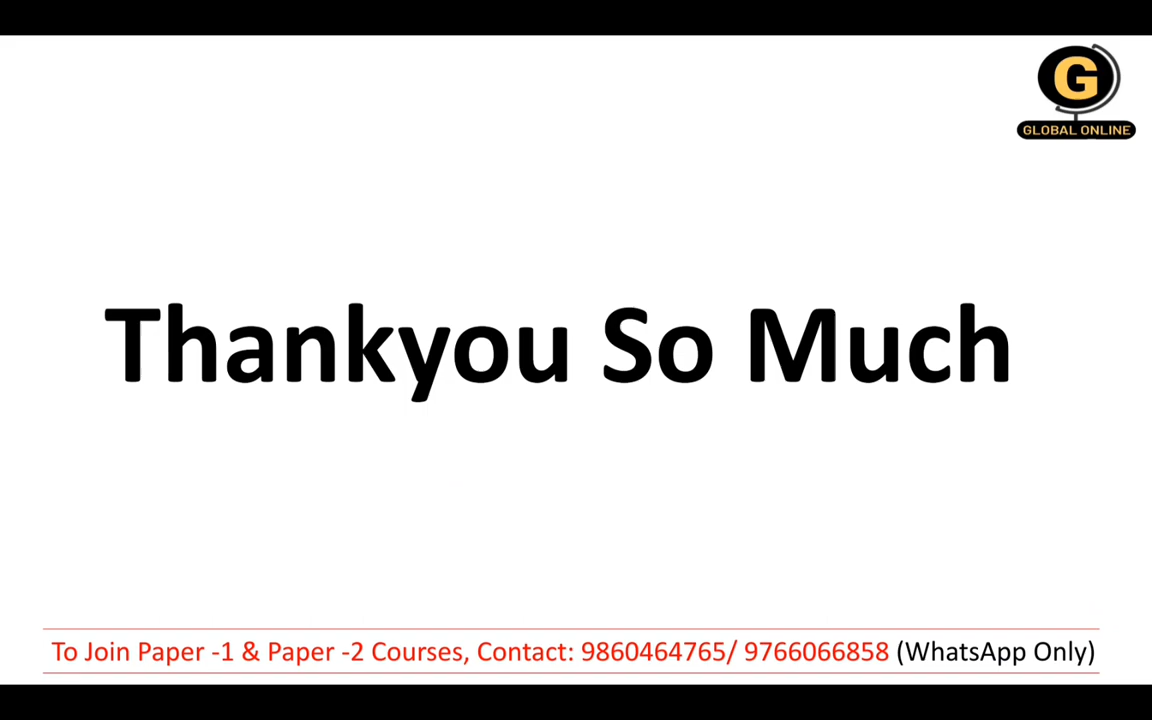 G
GLOBAL ONLINE
Thankyou So Much
To Join Paper -1 & Paper -2 Courses, Contact: 9860464765/ 9766066858 (WhatsApp Only)